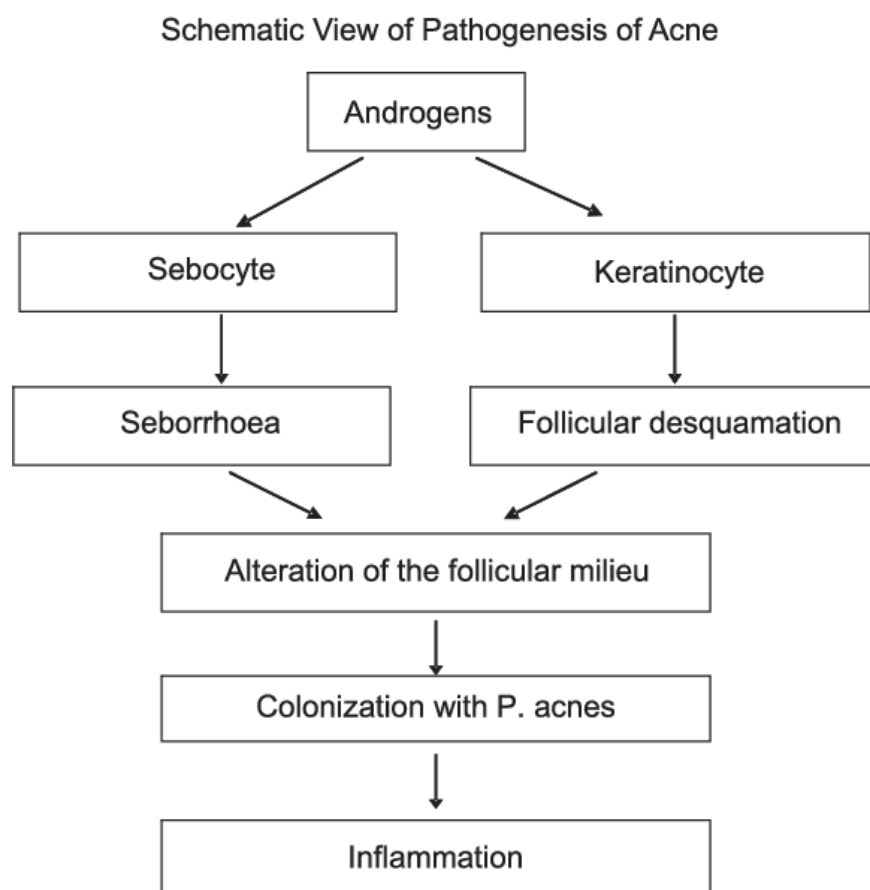 Schematic View of Pathogenesis of Acne
Androgens
Sebocyte
Keratinocyte
Seborrhoea
Follicular desquamation
Alteration of the follicular milieu
Colonization with P. acnes
Inflammation